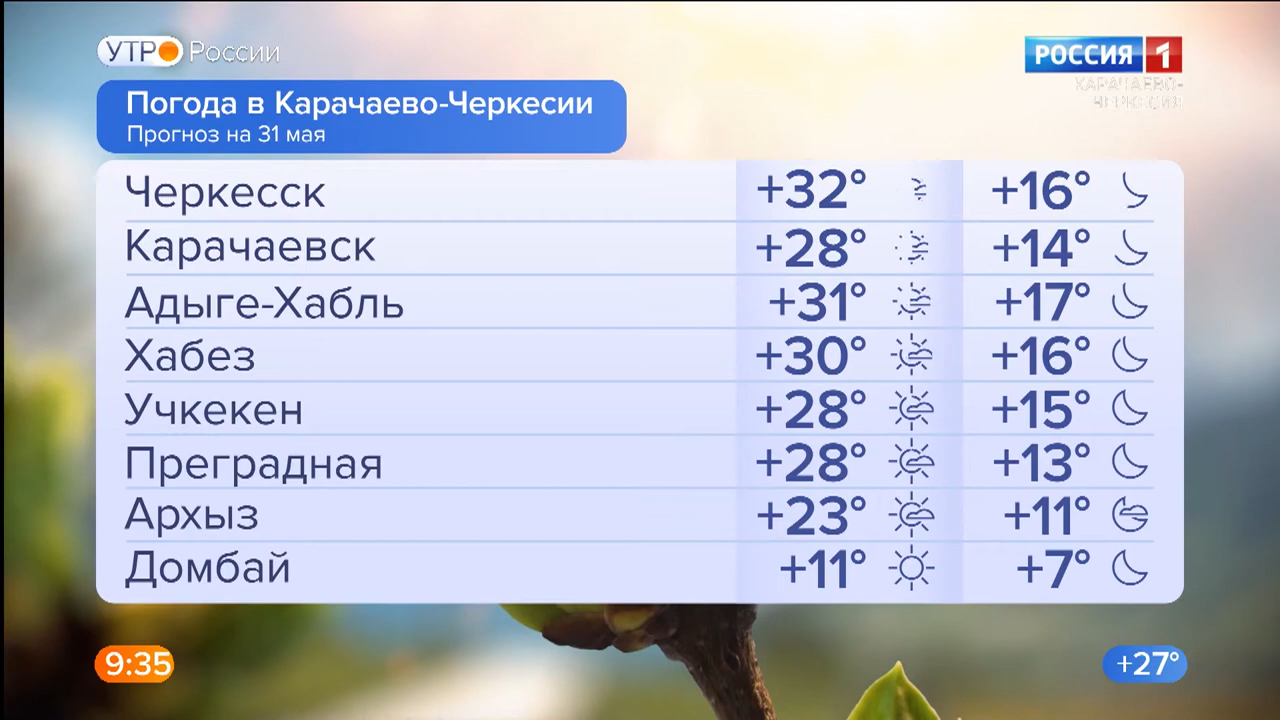 УТРО России
РОССИЯ 1
КАРАЧАЕВО-
ЧЕРКЕСИЯ
Погода в Карачаево-Черкесии
Прогноз на 31 мая
Черкесск +32° +16°
Карачаевск +28° +14°
Адыге-Хабль +31° +17°
Хабез +30° +16°
Учкекен +28° +15°
Преградная +28° +13°
Архыз +23° +11°
Домбай +11° +7°
9:35 +27°